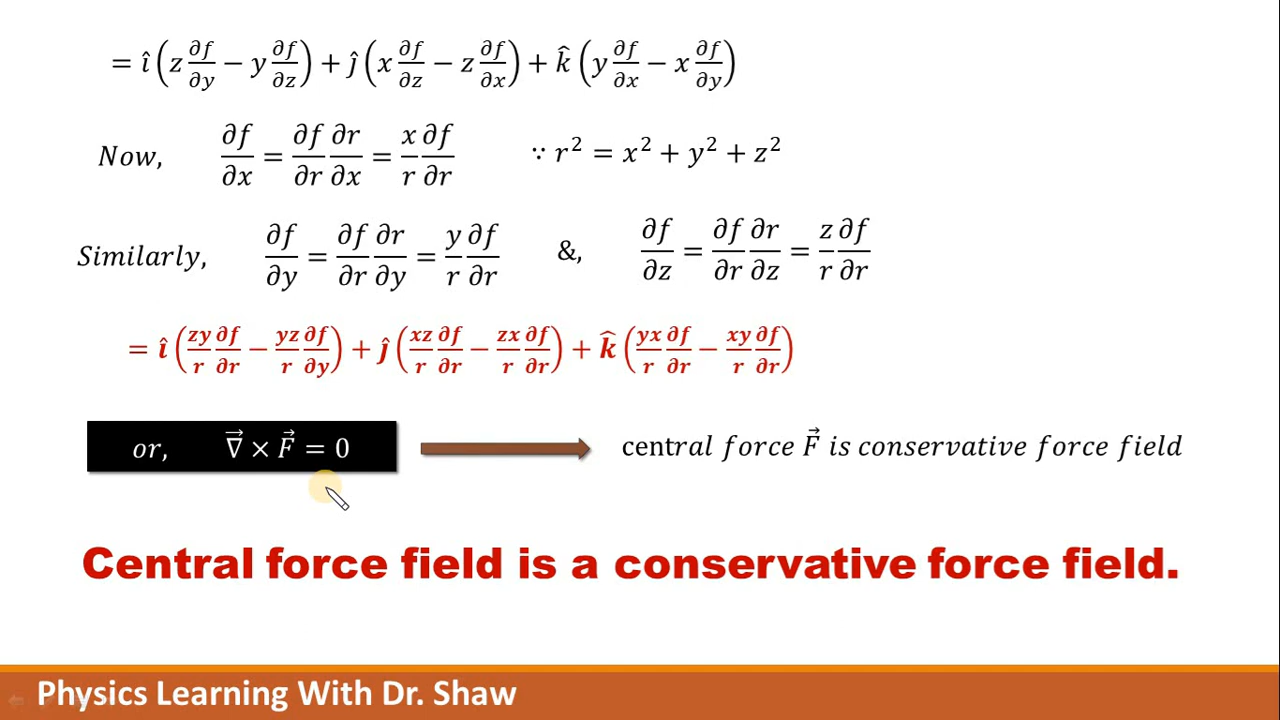 = î (z ∂f/∂y − y ∂f/∂z) + ĵ (x ∂f/∂z − z ∂f/∂x) + k̂ (y ∂f/∂x − x ∂f/∂y)
Now, ∂f/∂x = ∂f/∂r ∂r/∂x = x/r ∂f/∂r ∵ r² = x² + y² + z²
Similarly, ∂f/∂y = ∂f/∂r ∂r/∂y = y/r ∂f/∂r &, ∂f/∂z = ∂f/∂r ∂r/∂z = z/r ∂f/∂r
= î (zy/r ∂f/∂r − yz/r ∂f/∂y) + ĵ (xz/r ∂f/∂r − zx/r ∂f/∂r) + k̂ (yx/r ∂f/∂r − xy/r ∂f/∂r)
or, ∇⃗ × F⃗ = 0 central force F⃗ is conservative force field
Central force field is a conservative force field.
Physics Learning With Dr. Shaw